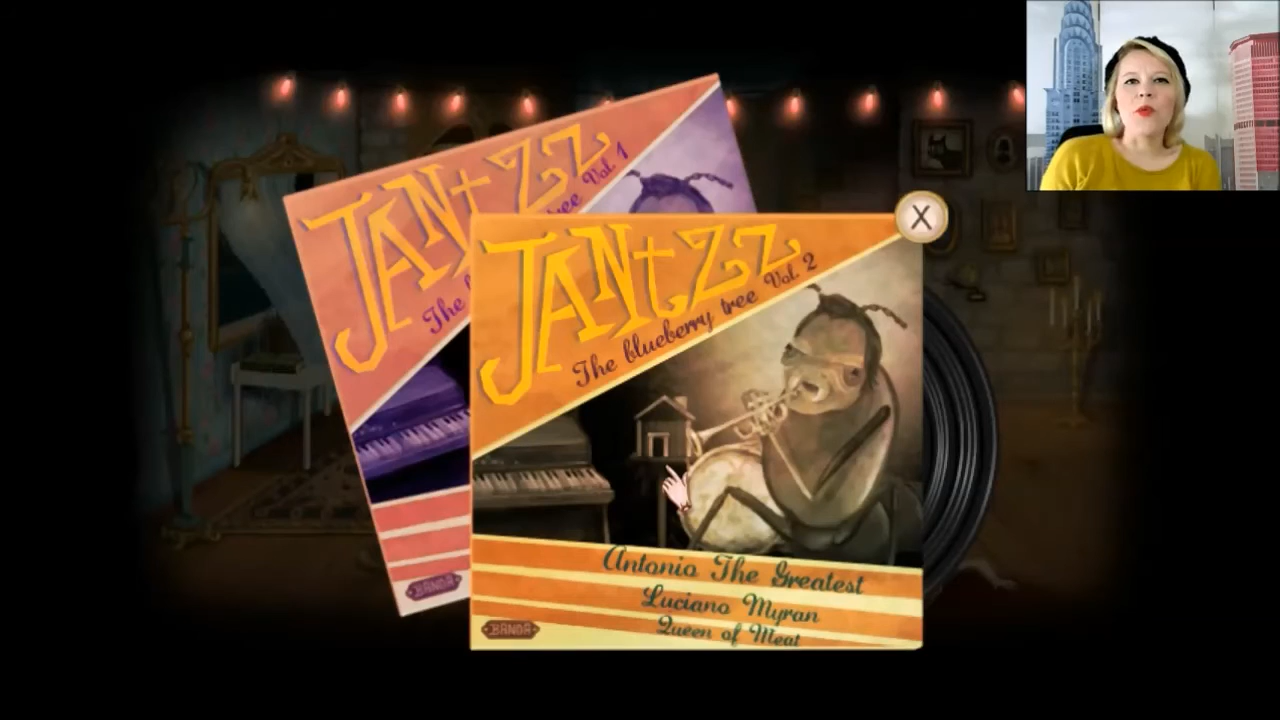 JANtZz
The
tree Vol. 1
BANDA
X
JANtZz
The blueberry tree Vol. 2
Antonio The Greatest
Luciano Myran
Queen of Meat
BANDA